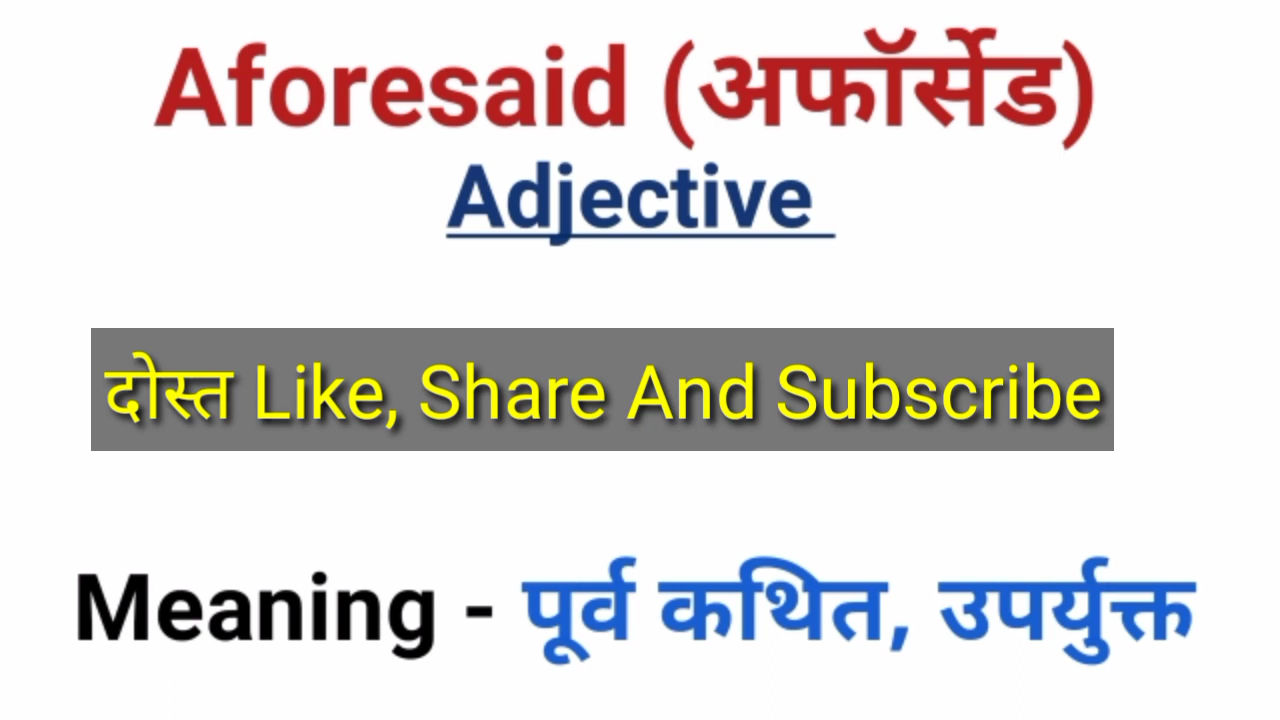 Aforesaid (अफॉर्सेड)
Adjective
दोस्त Like, Share And Subscribe
Meaning - पूर्व कथित, उपर्युक्त